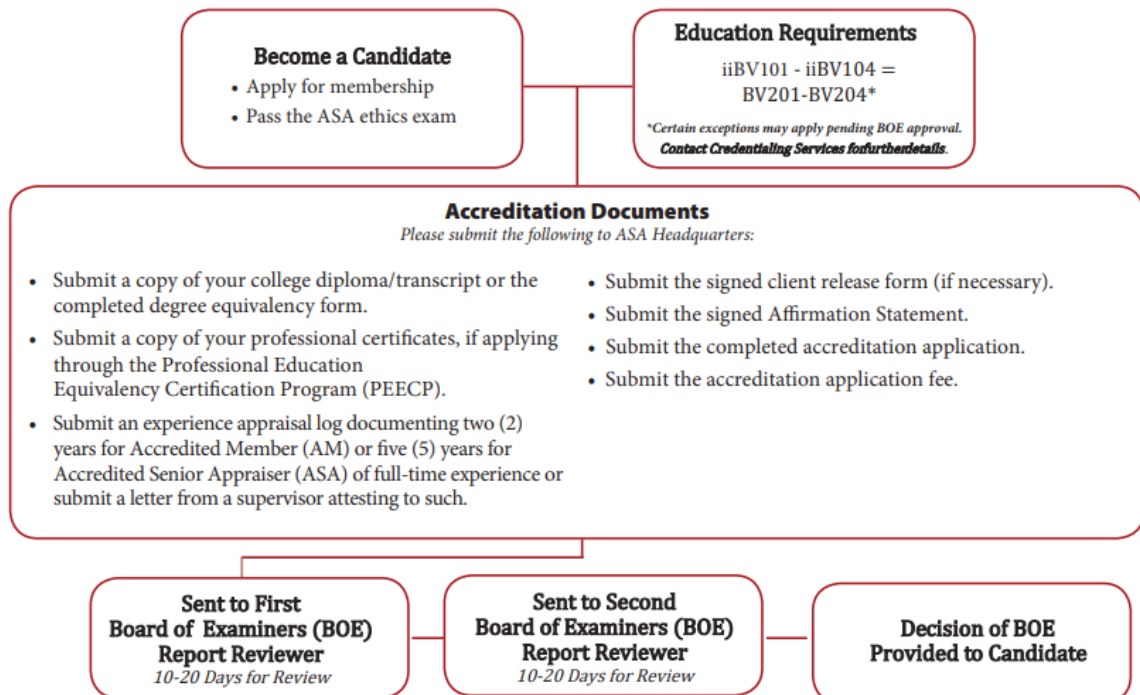 Become a Candidate
• Apply for membership
• Pass the ASA ethics exam
Education Requirements
iiBV101 - iiBV104 =
BV201-BV204*
*Certain exceptions may apply pending BOE approval.
Contact Credentialing Services forfurtherdetails.
Accreditation Documents
Please submit the following to ASA Headquarters:
• Submit a copy of your college diploma/transcript or the
completed degree equivalency form.
• Submit a copy of your professional certificates, if applying
through the Professional Education
Equivalency Certification Program (PEECP).
• Submit an experience appraisal log documenting two (2)
years for Accredited Member (AM) or five (5) years for
Accredited Senior Appraiser (ASA) of full-time experience or
submit a letter from a supervisor attesting to such.
• Submit the signed client release form (if necessary).
• Submit the signed Affirmation Statement.
• Submit the completed accreditation application.
• Submit the accreditation application fee.
Sent to First
Board of Examiners (BOE)
Report Reviewer
10-20 Days for Review
Sent to Second
Board of Examiners (BOE)
Report Reviewer
10-20 Days for Review
Decision of BOE
Provided to Candidate